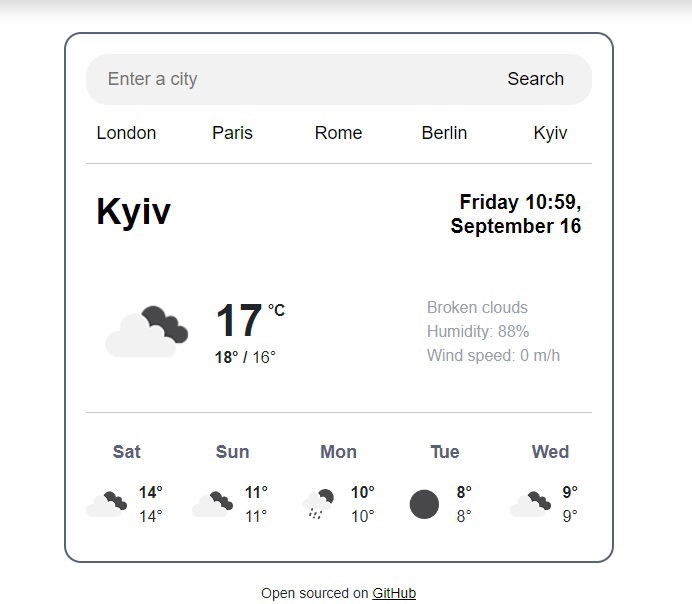 Enter a city Search
London Paris Rome Berlin Kyiv
Kyiv
Friday 10:59,
September 16
17 °C
18° / 16°
Broken clouds
Humidity: 88%
Wind speed: 0 m/h
Sat Sun Mon Tue Wed
14° 11° 10° 8° 9°
14° 11° 10° 8° 9°
Open sourced on GitHub